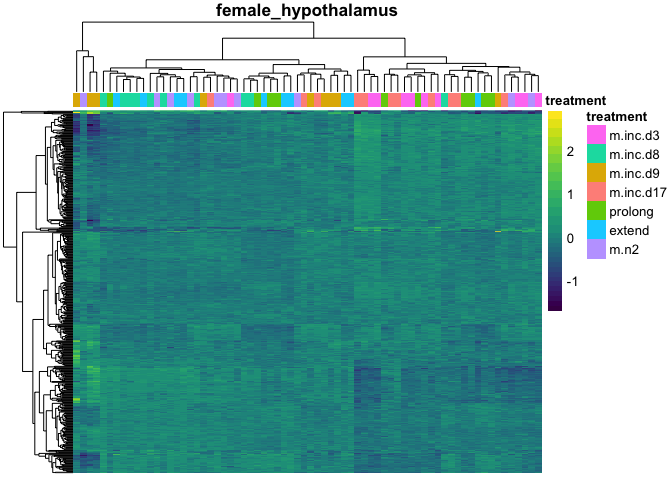 female_hypothalamus
treatment
treatment
m.inc.d3
m.inc.d8
m.inc.d9
m.inc.d17
prolong
extend
m.n2
2
1
0
-1